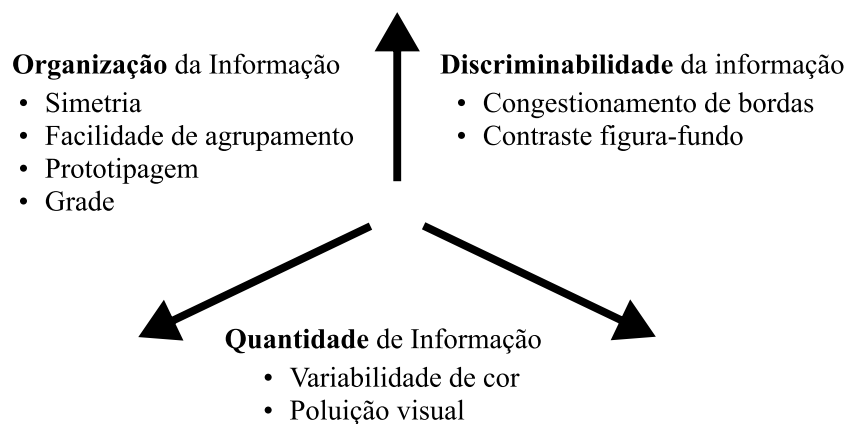 Organização da Informação
• Simetria
• Facilidade de agrupamento
• Prototipagem
• Grade
Discriminabilidade da informação
• Congestionamento de bordas
• Contraste figura-fundo
Quantidade de Informação
• Variabilidade de cor
• Poluição visual